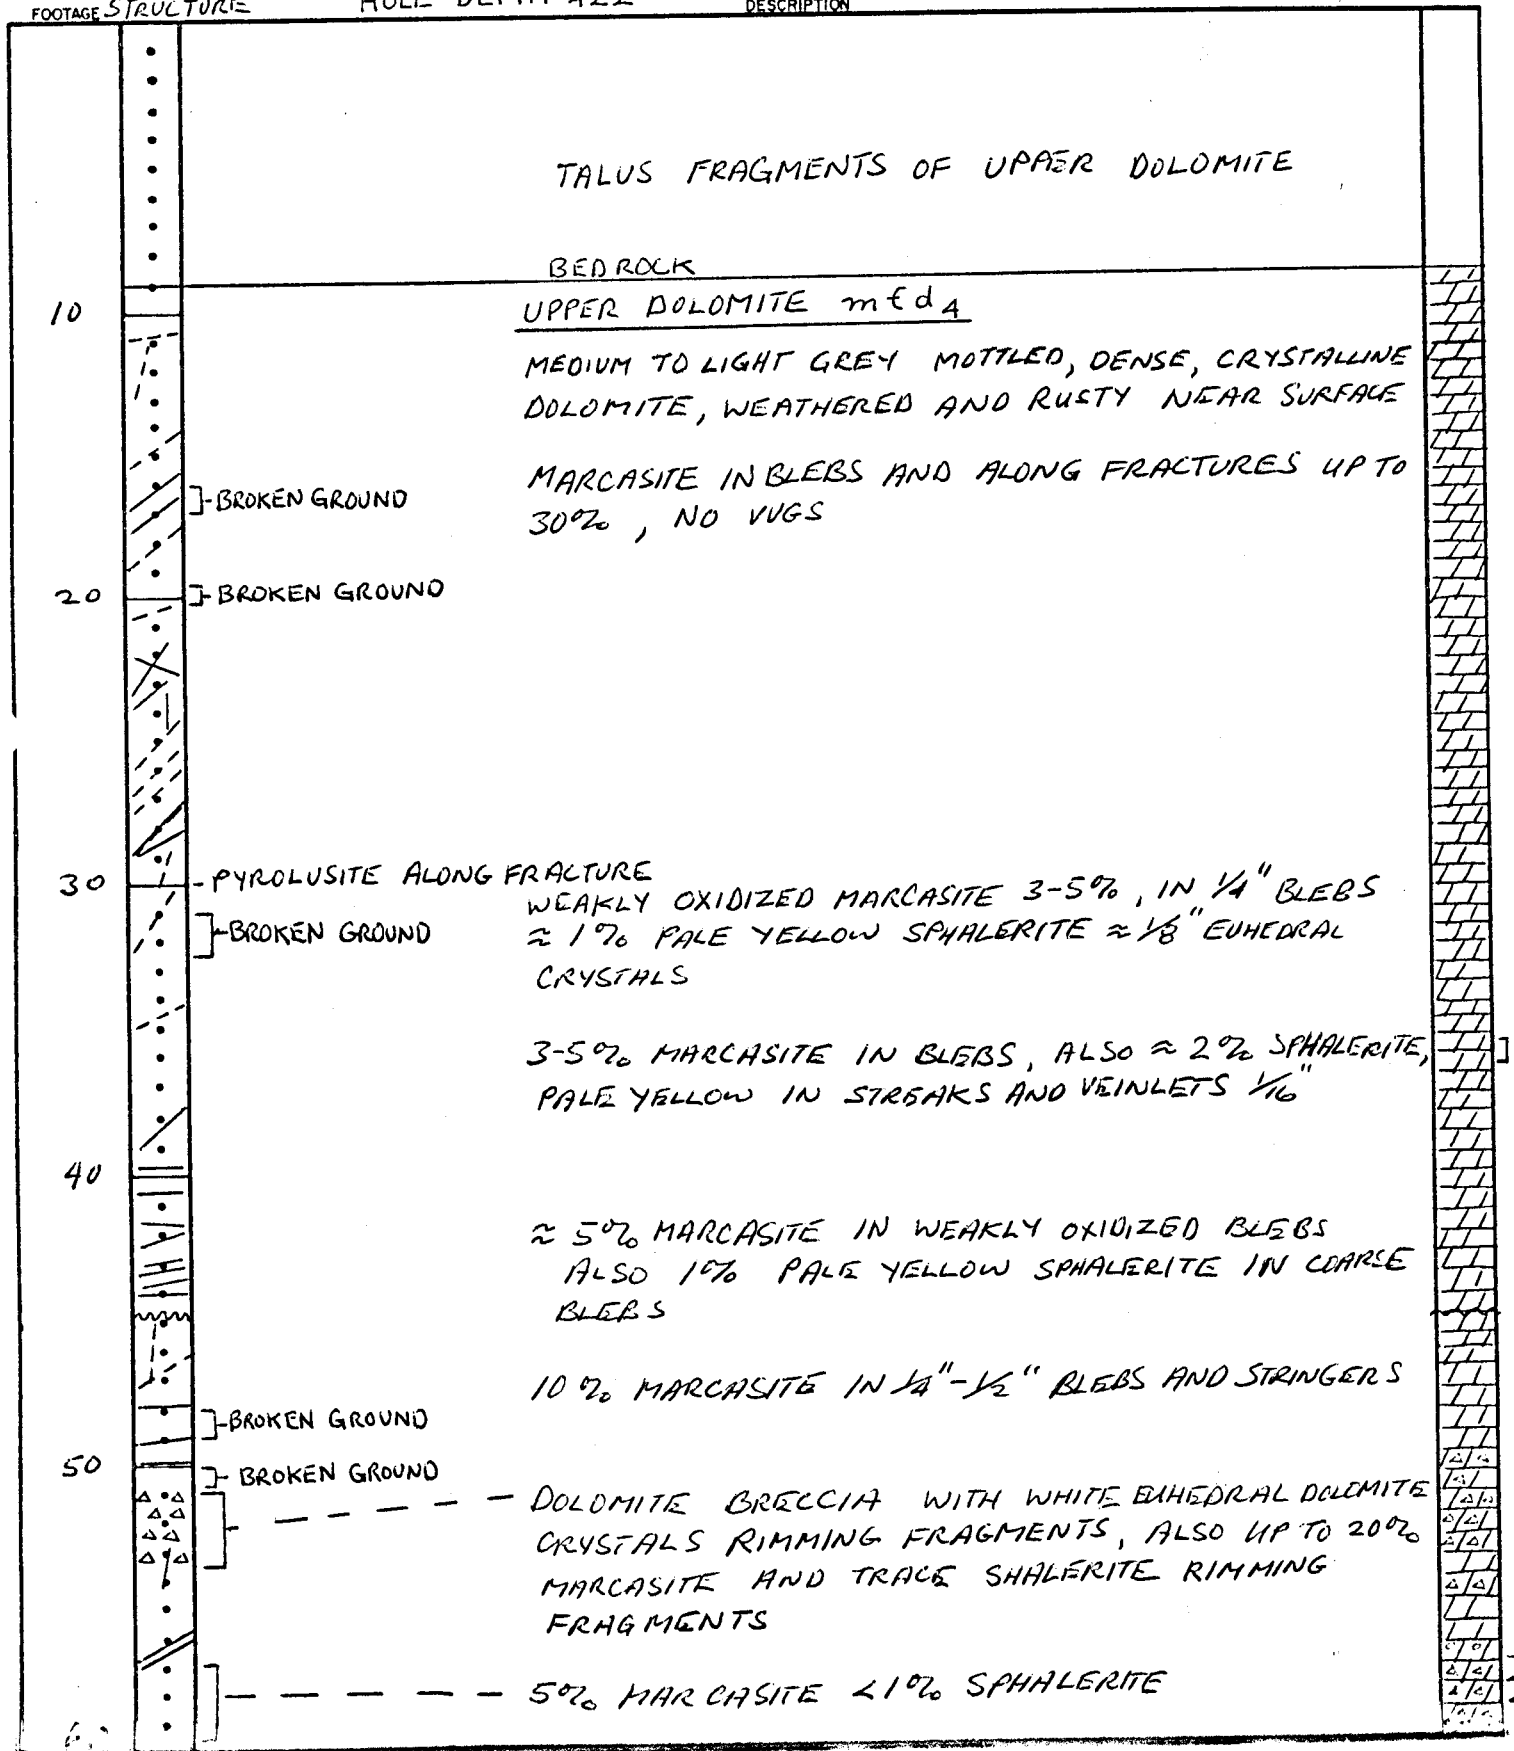 FOOTAGE STRUCTURE HOLE DEPTH 422 DESCRIPTION
TALUS FRAGMENTS OF UPPER DOLOMITE
BEDROCK
10
UPPER DOLOMITE m€d4
MEDIUM TO LIGHT GREY MOTTLED, DENSE, CRYSTALLINE
DOLOMITE, WEATHERED AND RUSTY NEAR SURFACE
MARCASITE IN BLEBS AND ALONG FRACTURES UP TO
BROKEN GROUND
30% , NO VUGS
20
BROKEN GROUND
30
PYROLUSITE ALONG FRACTURE
WEAKLY OXIDIZED MARCASITE 3-5%, IN 1/4" BLEBS
BROKEN GROUND
≈ 1% PALE YELLOW SPHALERITE ≈ 1/8" EUHEDRAL
CRYSTALS
3-5% MARCASITE IN BLEBS, ALSO ≈ 2% SPHALERITE,
PALE YELLOW IN STREAKS AND VEINLETS 1/16"
40
≈ 5% MARCASITE IN WEAKLY OXIDIZED BLEBS
ALSO 1% PALE YELLOW SPHALERITE IN COARSE
BLEBS
10% MARCASITE IN 1/4"-1/2" BLEBS AND STRINGERS
BROKEN GROUND
50
BROKEN GROUND
DOLOMITE BRECCIA WITH WHITE EUHEDRAL DOLOMITE
CRYSTALS RIMMING FRAGMENTS, ALSO UP TO 20%
MARCASITE AND TRACE SHALERITE RIMMING
FRAGMENTS
5% MARCASITE <1% SPHALERITE